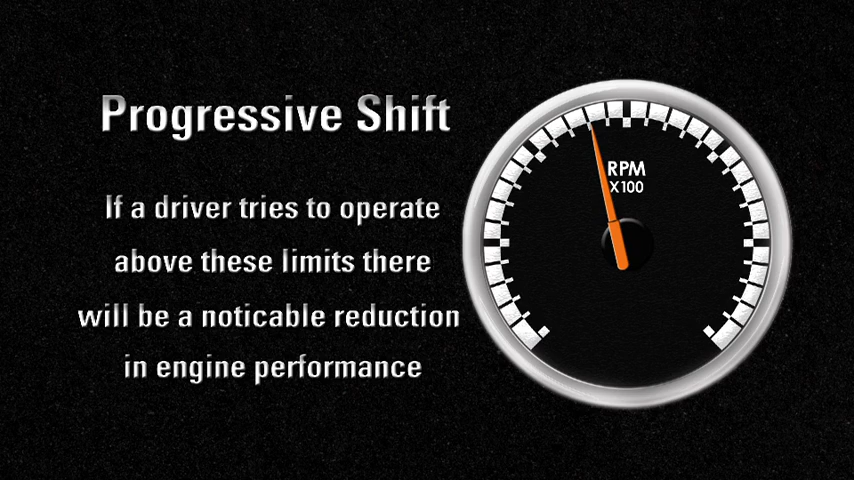 Progressive Shift
If a driver tries to operate
above these limits there
will be a noticable reduction
in engine performance
RPM
X100